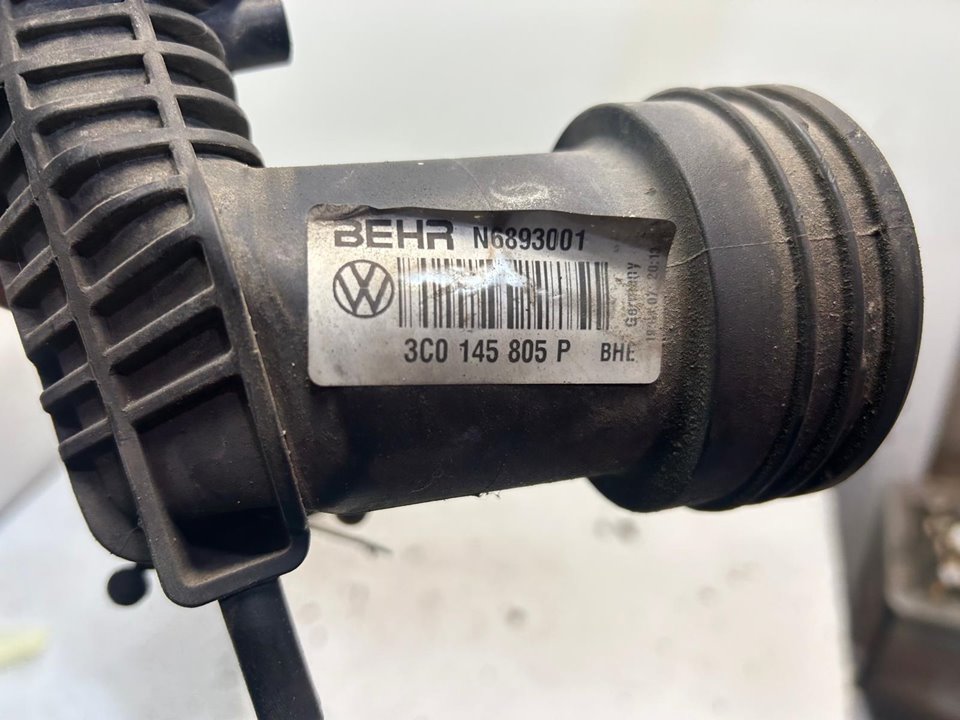 BEHR N6893001
3C0 145 805 P BHE
Germany